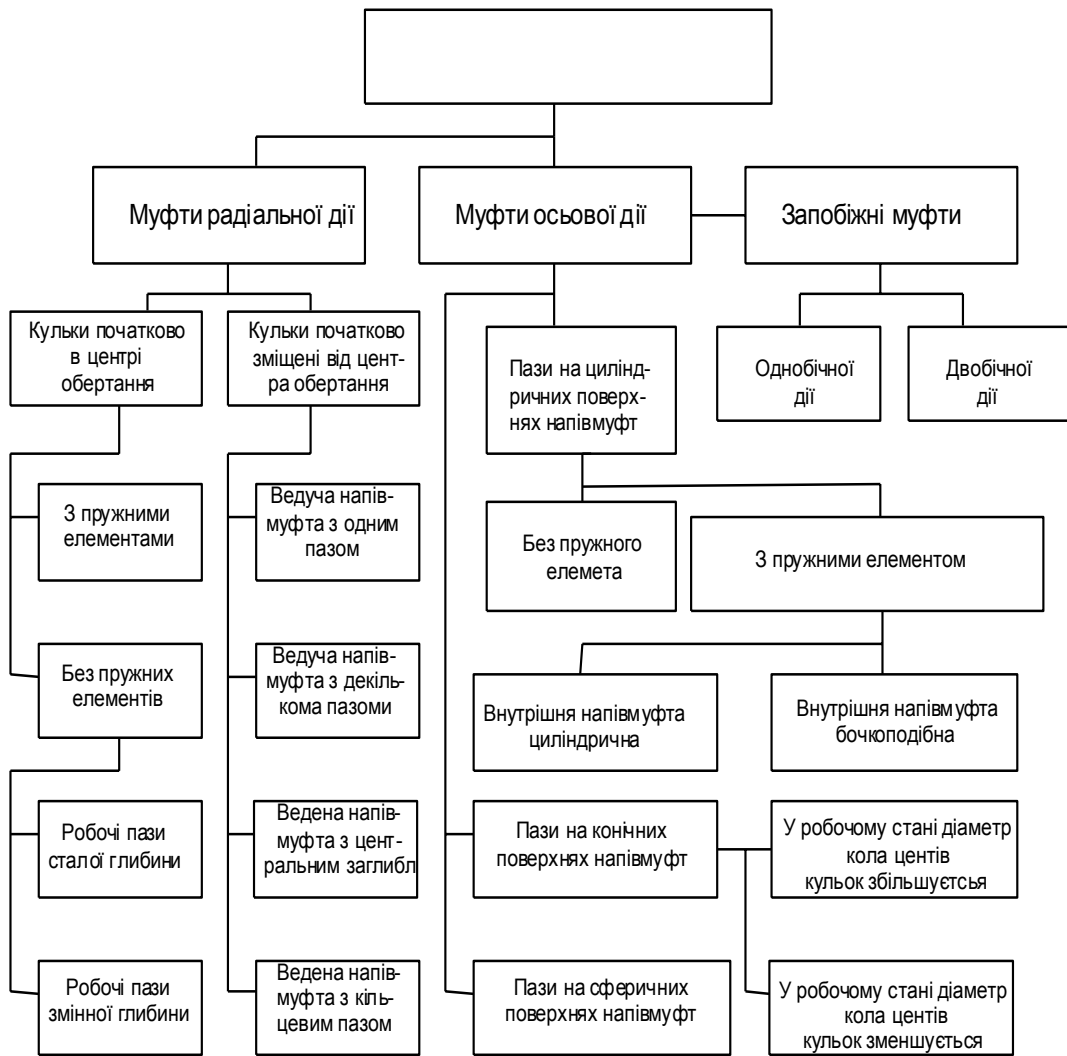 Муфти радіальної дії
Муфти осьової дії
Запобіжні муфти
Кульки початково
в центрі
обертання
Кульки початково
зміщені від цент-
ра обертання
Пази на цилінд-
ричних поверх-
нях напівмуфт
Однобічної
дії
Двобічної
дії
З пружними
елементами
Ведуча напів-
муфта з одним
пазом
Без пружного
елемета
З пружними елементом
Без пружних
елементів
Ведуча напів-
муфта з декіль-
кома пазоми
Внутрішня напівмуфта
циліндрична
Внутрішня напівмуфта
бочкоподібна
Робочі пази
сталої глибини
Ведена напів-
муфта з цент-
ральним заглибл
Пази на конічних
поверхнях напівмуфт
У робочому стані діаметр
кола центів
кульок збільшуєтсья
Робочі пази
змінної глибини
Ведена напів-
муфта з кіль-
цевим пазом
Пази на сферичних
поверхнях напівмуфт
У робочому стані діаметр
кола центів
кульок зменшується